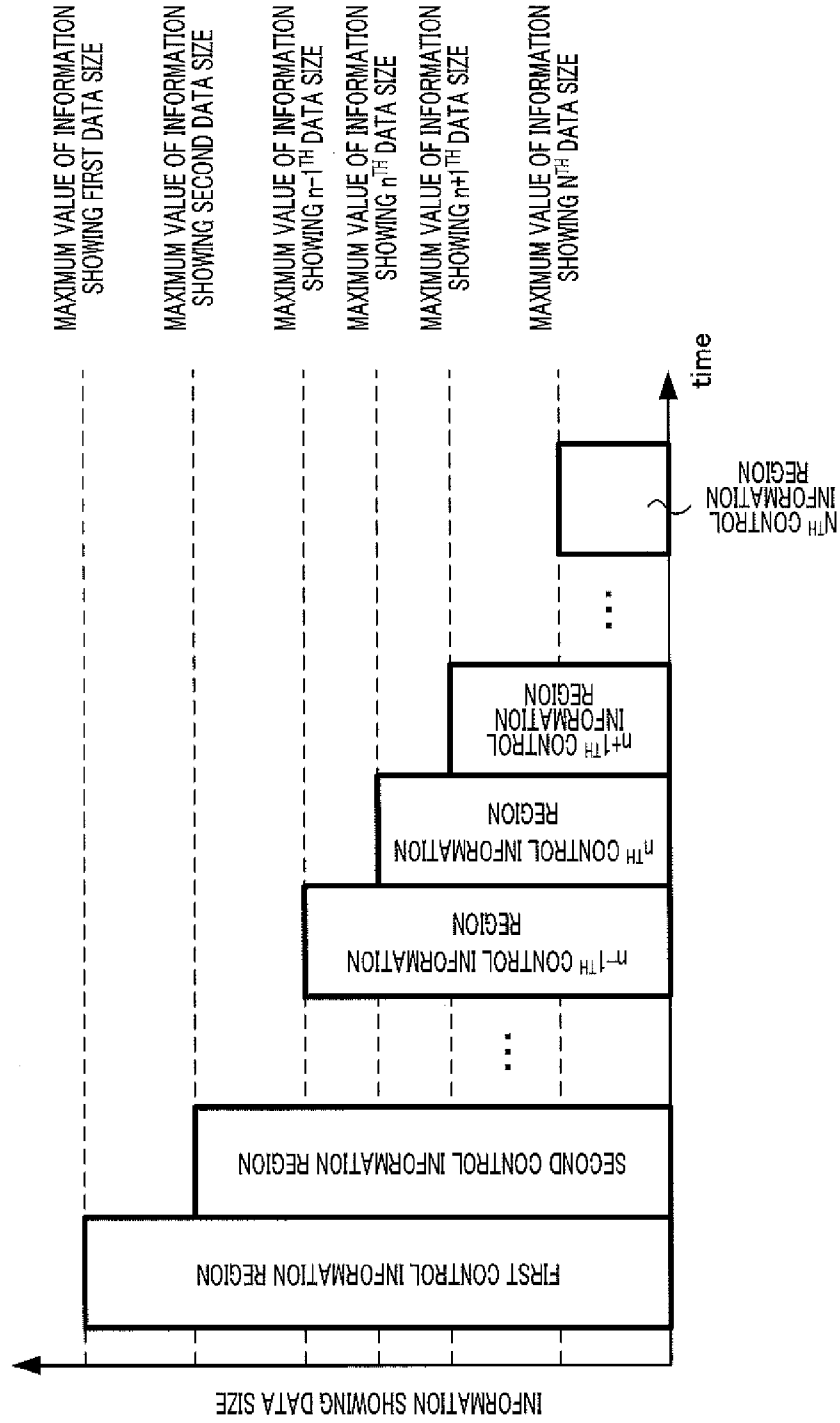 MAXIMUM VALUE OF INFORMATION
SHOWING FIRST DATA SIZE
MAXIMUM VALUE OF INFORMATION
SHOWING SECOND DATA SIZE
MAXIMUM VALUE OF INFORMATION
SHOWING n-1TH DATA SIZE
MAXIMUM VALUE OF INFORMATION
SHOWING nTH DATA SIZE
MAXIMUM VALUE OF INFORMATION
SHOWING n+1TH DATA SIZE
MAXIMUM VALUE OF INFORMATION
SHOWING NTH DATA SIZE
INFORMATION SHOWING DATA SIZE
FIRST CONTROL INFORMATION REGION
SECOND CONTROL INFORMATION REGION
...
n-1TH CONTROL INFORMATION
REGION
nTH CONTROL INFORMATION
REGION
n+1TH CONTROL
INFORMATION
REGION
...
NTH CONTROL
INFORMATION
REGION
time